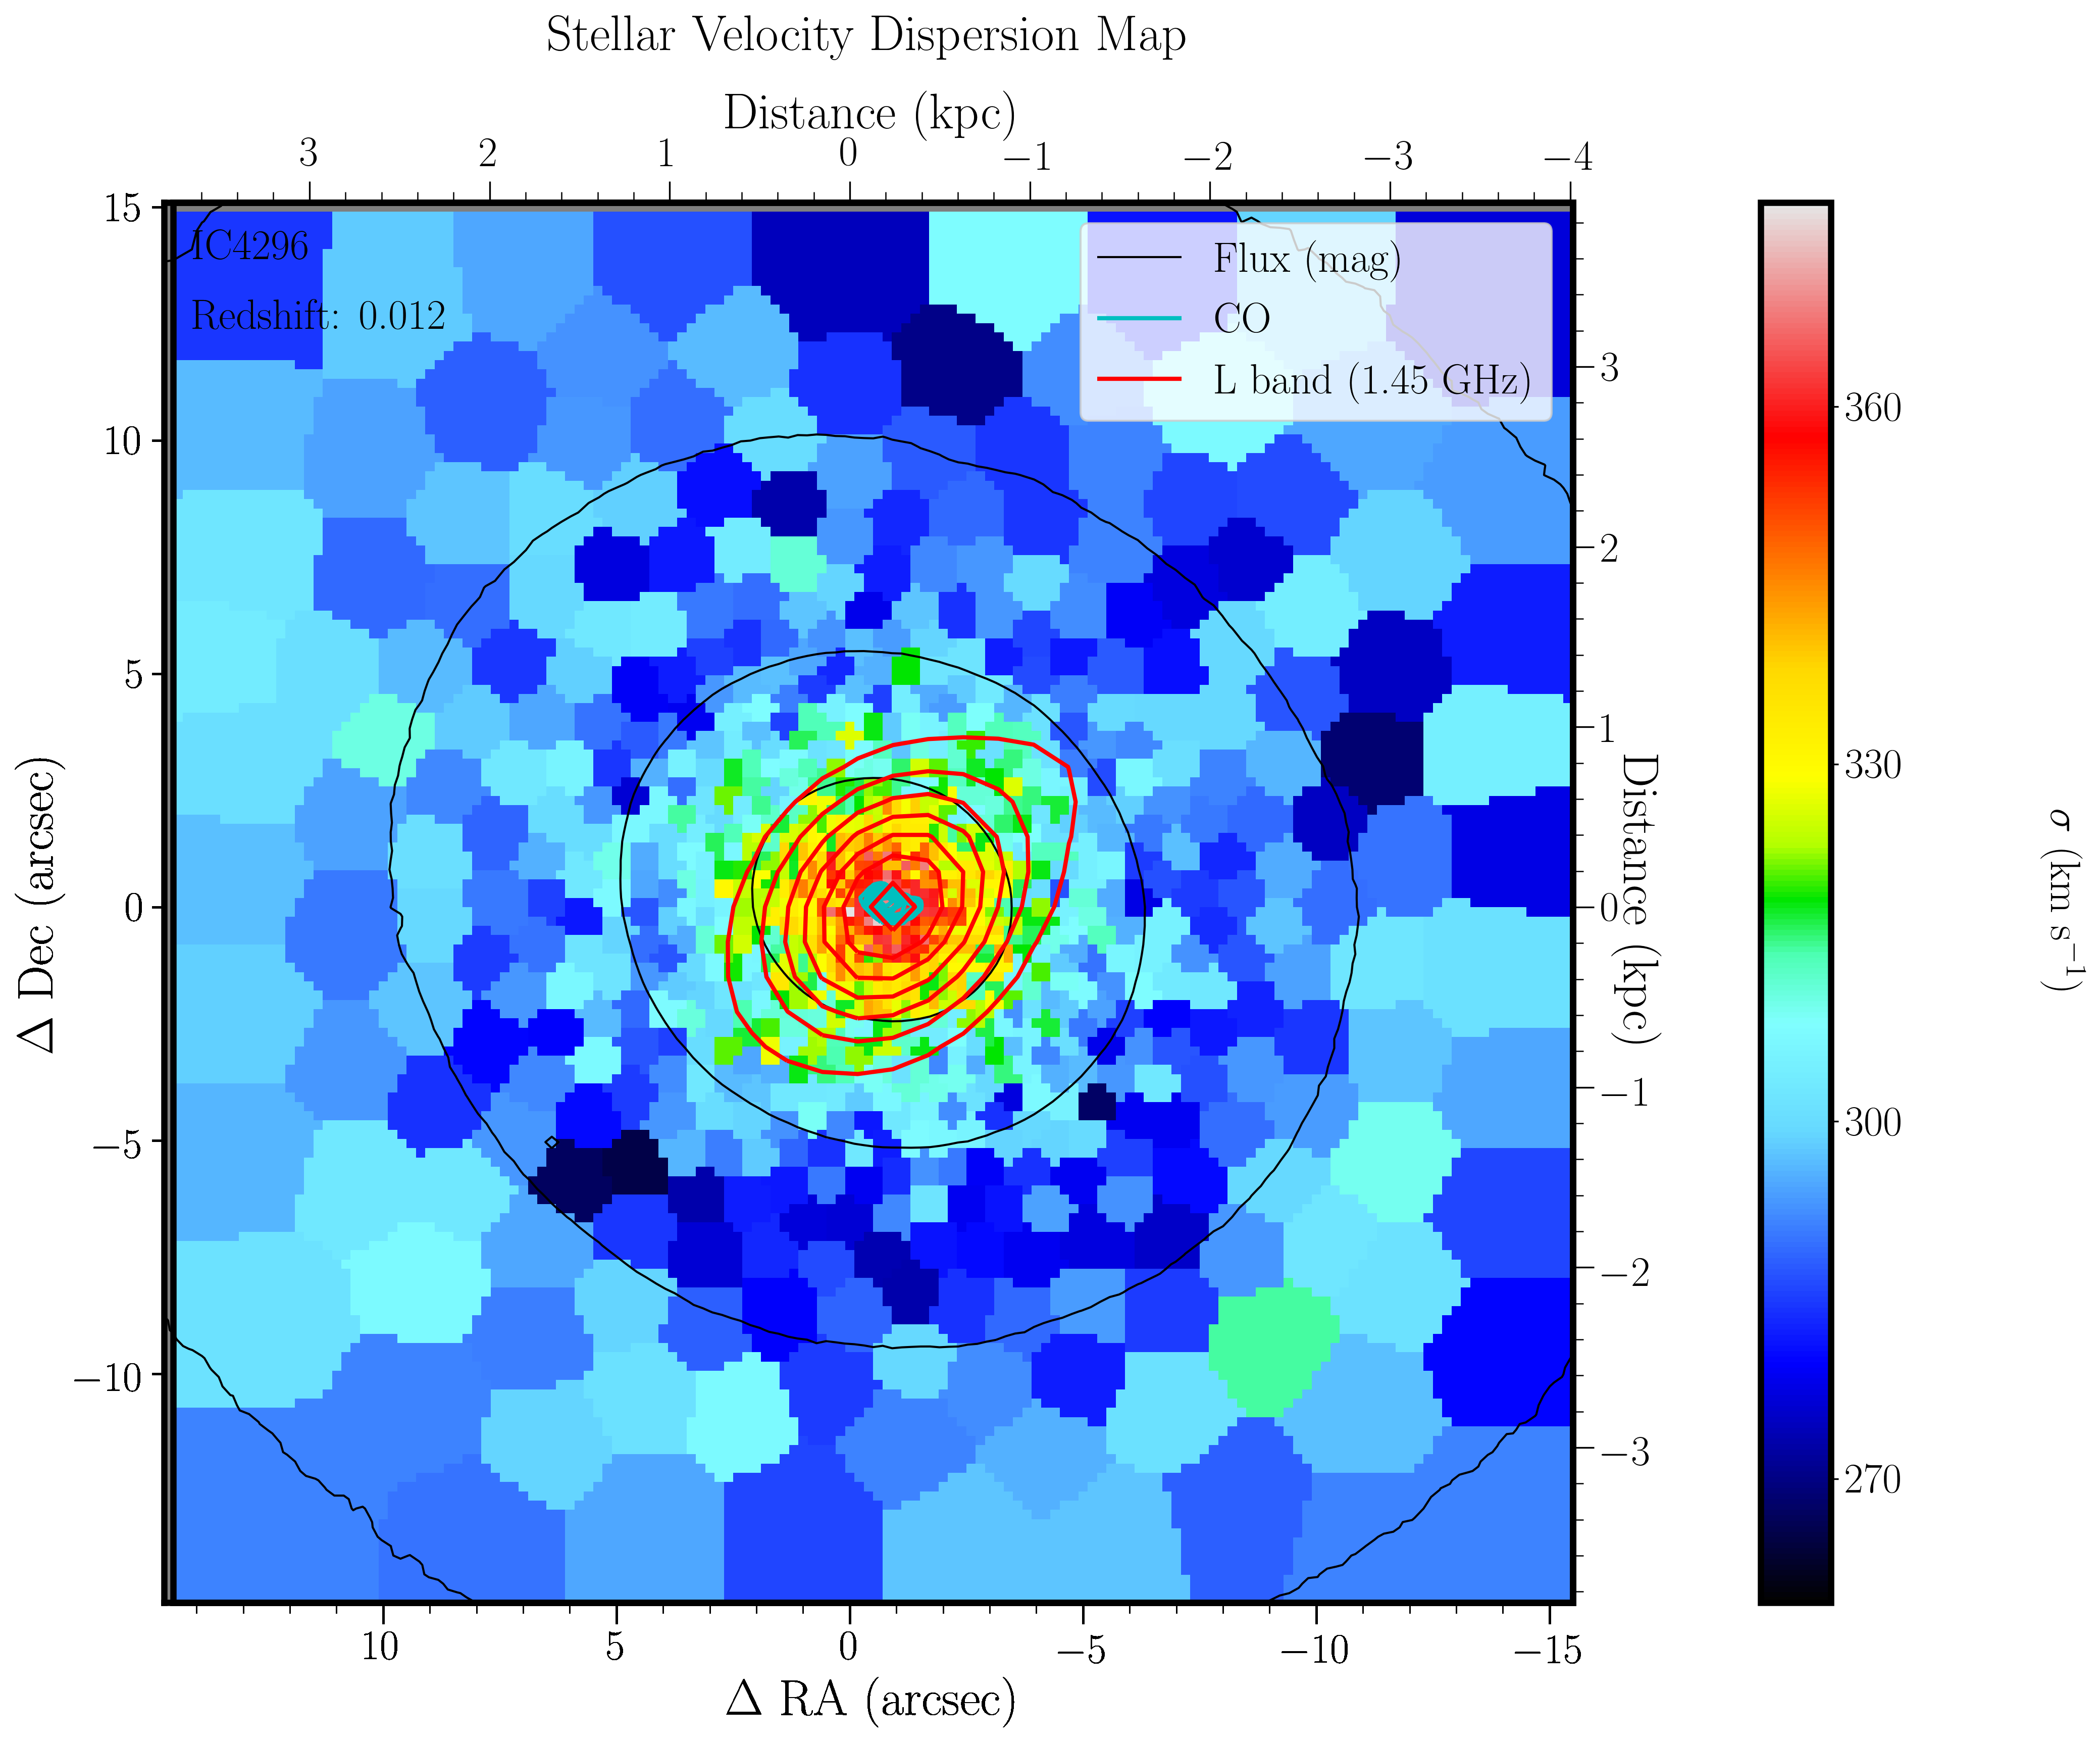 Stellar Velocity Dispersion Map
Distance (kpc)
3 2 1 0 −1 −2 −3 −4
IC4296
Redshift: 0.012
Flux (mag)
CO
L band (1.45 GHz)
15
10
5
0
−5
−10
Δ Dec (arcsec)
3
2
1
0
−1
−2
−3
Distance (kpc)
10 5 0 −5 −10 −15
Δ RA (arcsec)
360
330
300
270
σ (km s⁻¹)